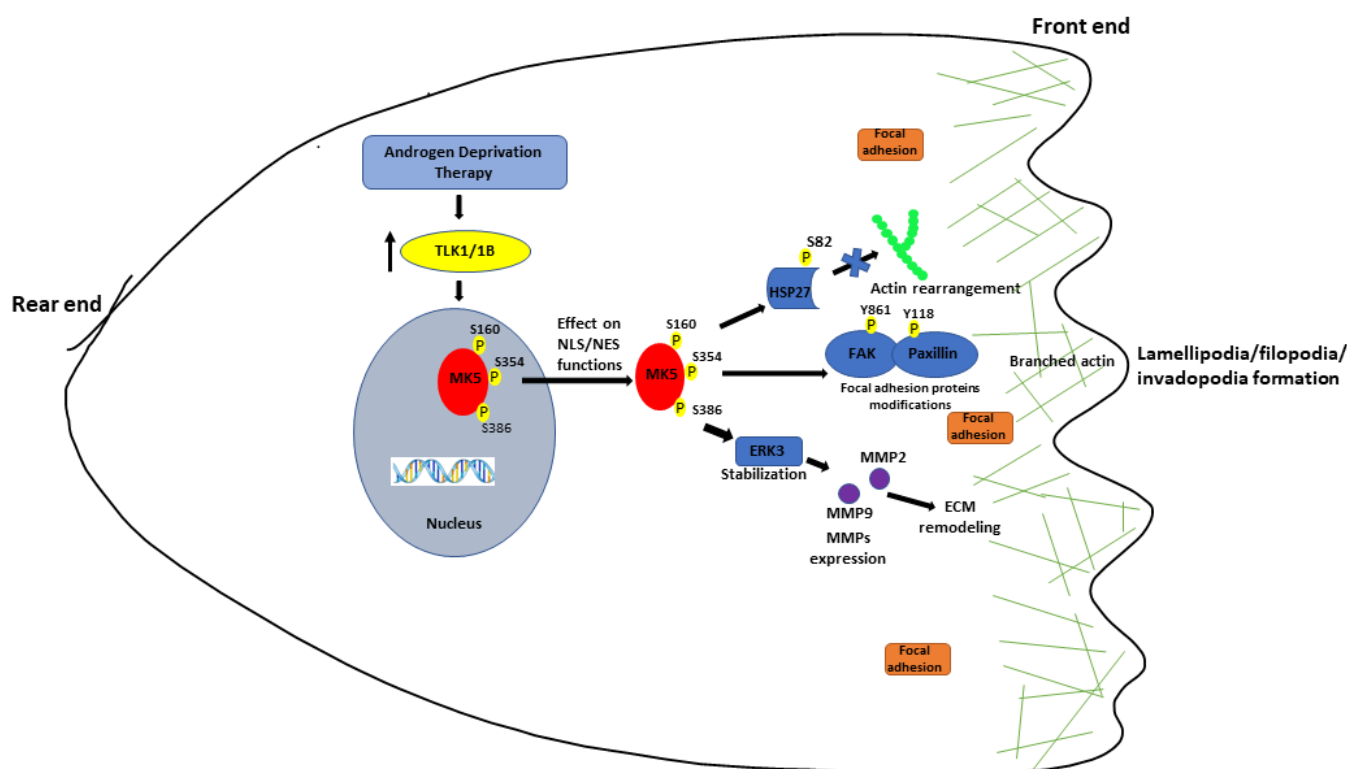 Front end
Focal
adhesion
Androgen Deprivation
Therapy
TLK1/1B
S82
P
HSP27
Actin rearrangement
Rear end
S160
P
S354
MK5
P
P
S386
Nucleus
Effect on
NLS/NES
functions
S160
P
S354
MK5
P
P
S386
Y861
P
Y118
P
FAK
Paxillin
Focal adhesion proteins
modifications
Branched actin
Lamellipodia/filopodia/
invadopodia formation
Focal
adhesion
ERK3
Stabilization
MMP2
MMP9
MMPs
expression
ECM
remodeling
Focal
adhesion